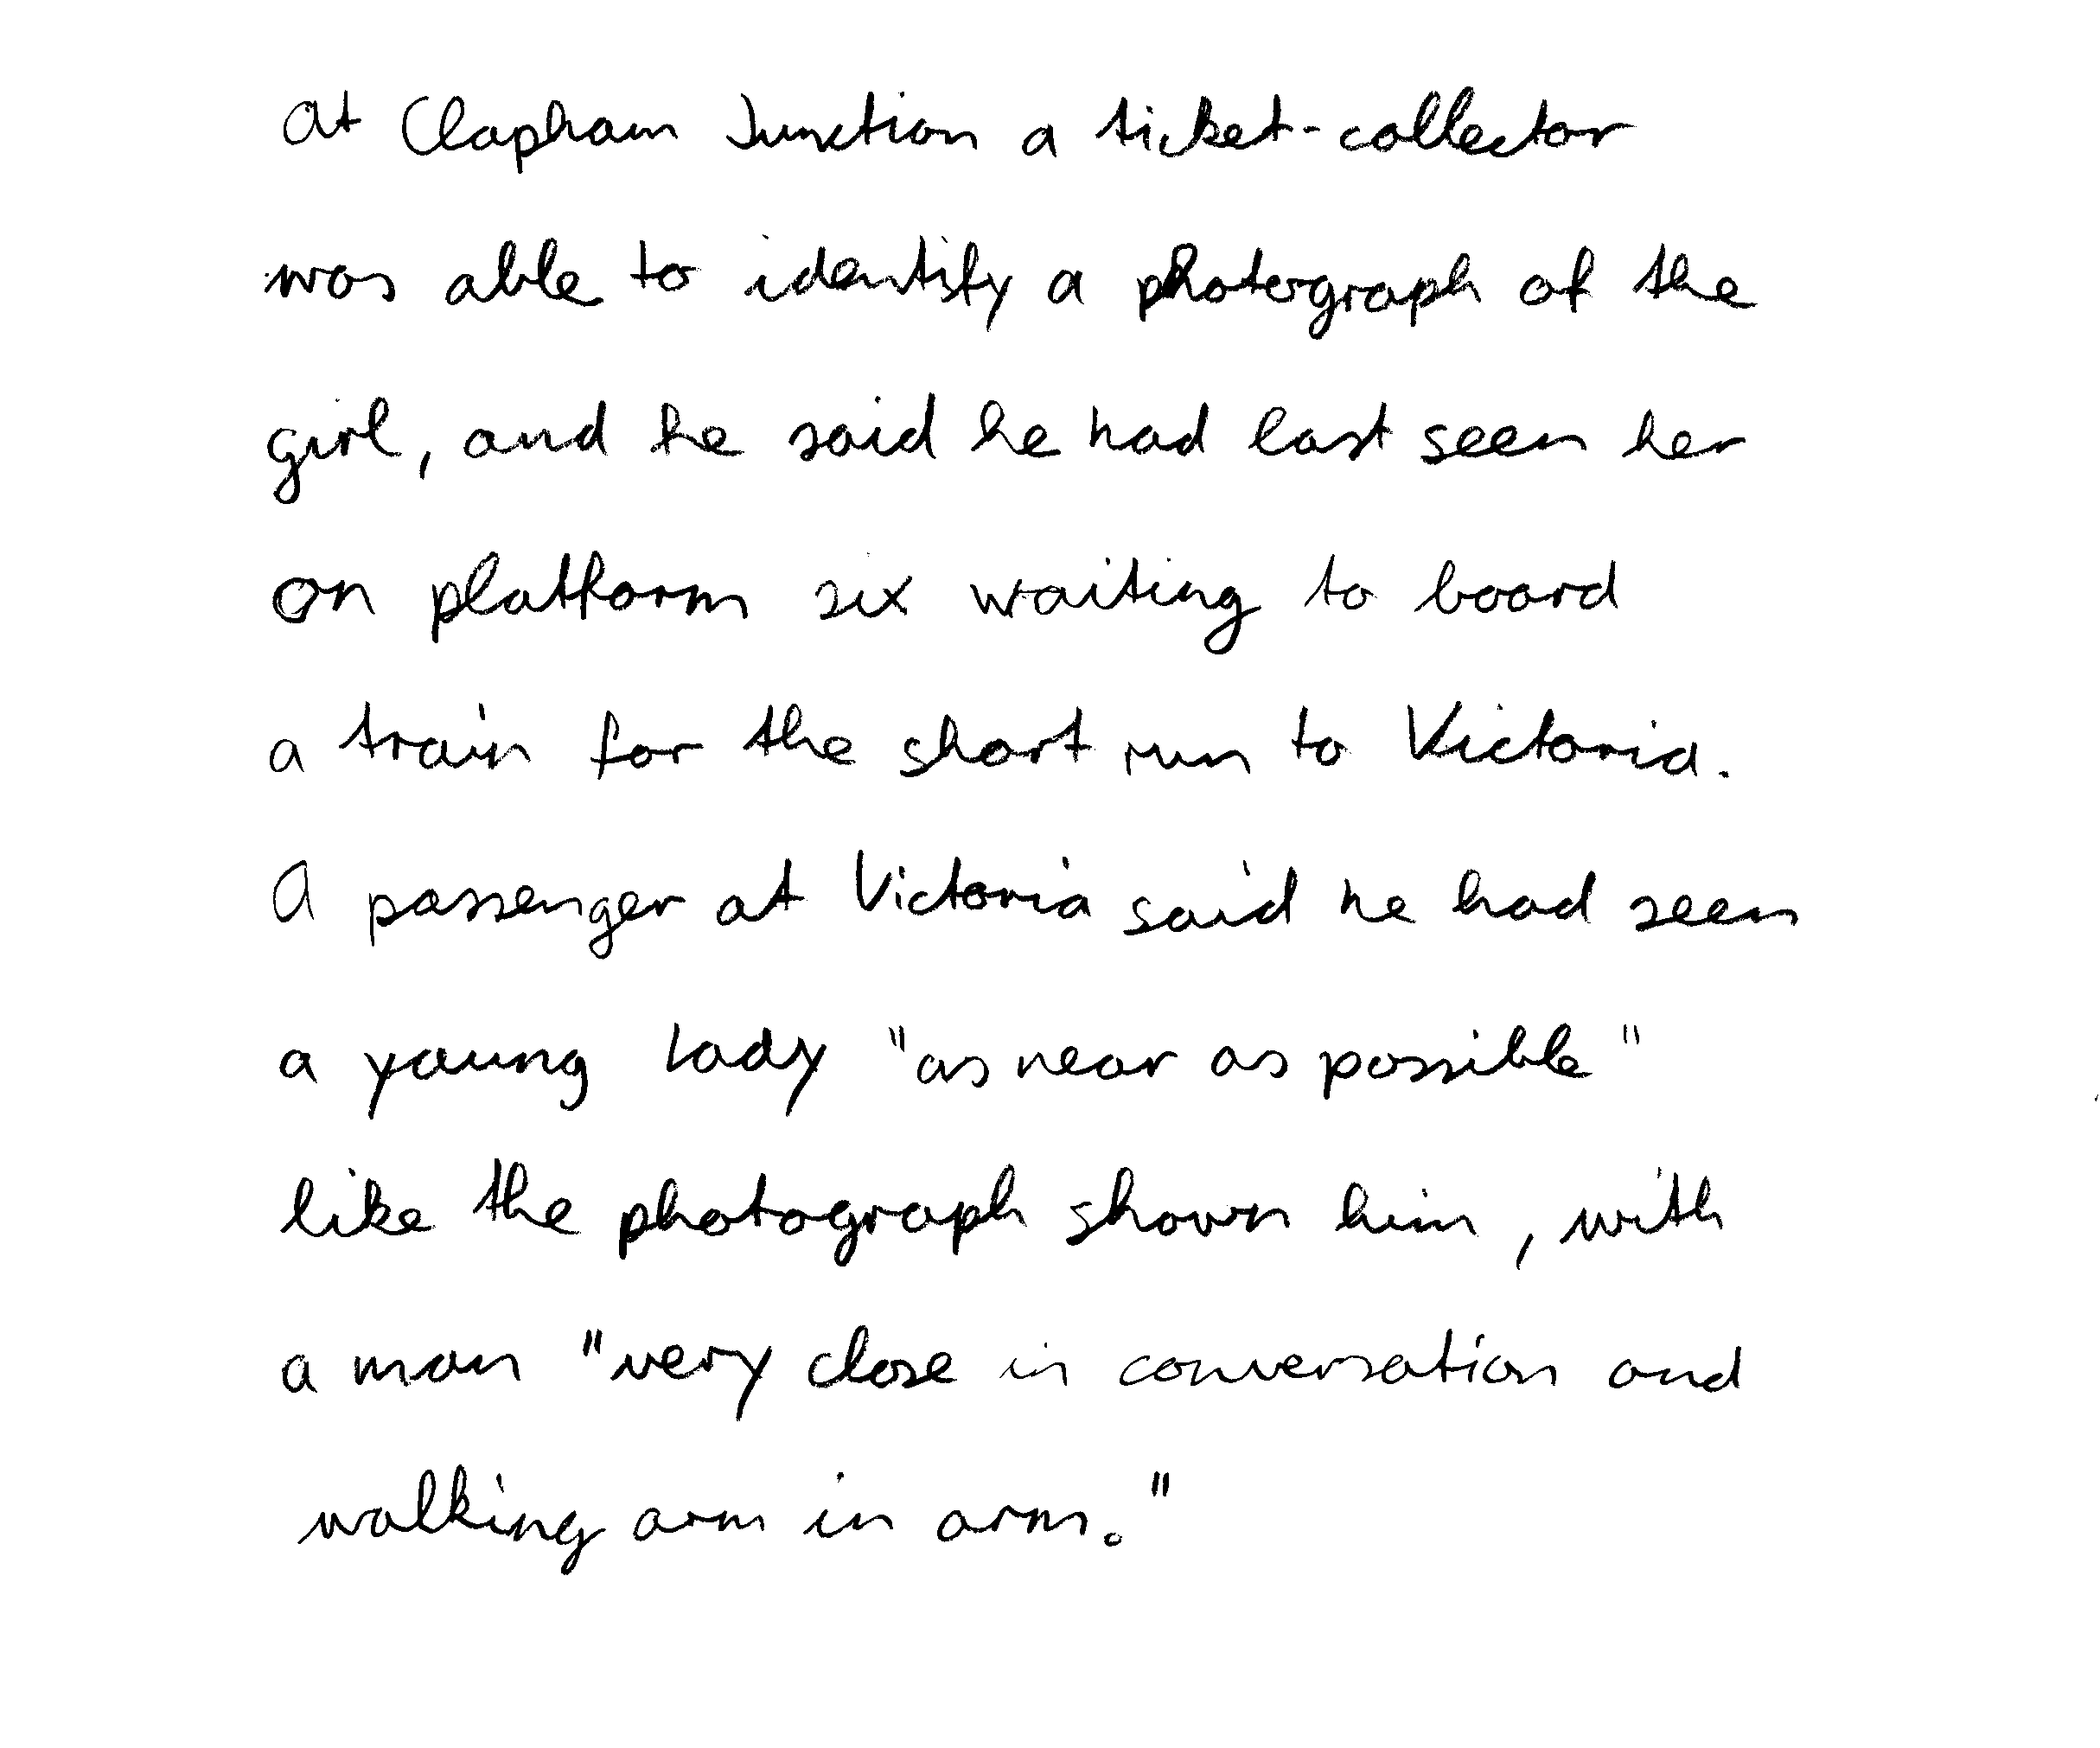 At Clapham Junction a ticket-collector
was able to identify a photograph of the
girl, and he said he had last seen her
on platform six waiting to board
a train for the short run to Victoria.
A passenger at Victoria said he had seen
a young lady "as near as possible"
like the photograph shown him, with
a man "very close in conversation and
walking arm in arm."